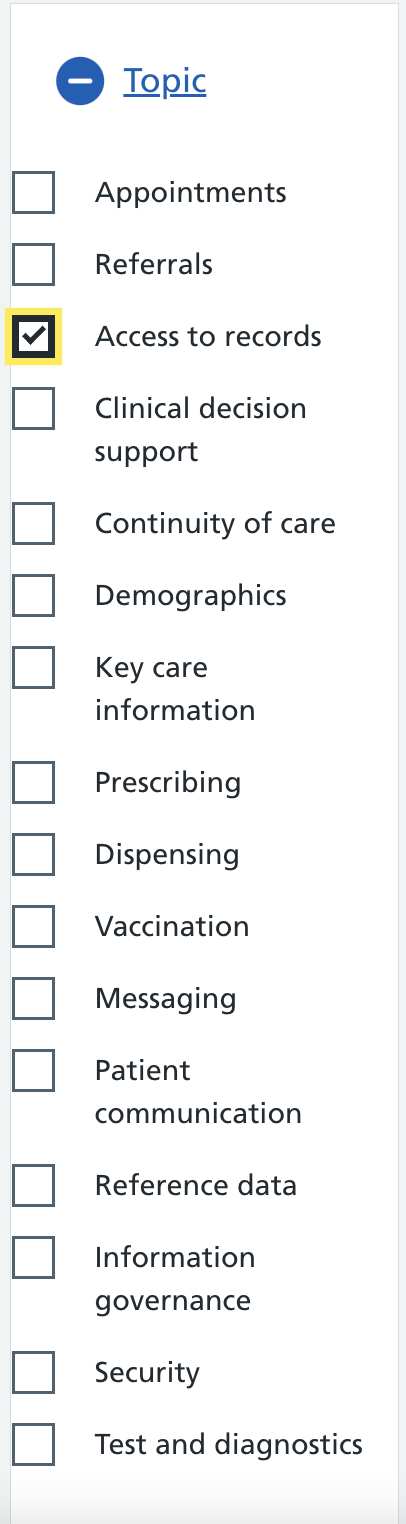 Topic
Appointments
Referrals
Access to records
Clinical decision
support
Continuity of care
Demographics
Key care
information
Prescribing
Dispensing
Vaccination
Messaging
Patient
communication
Reference data
Information
governance
Security
Test and diagnostics